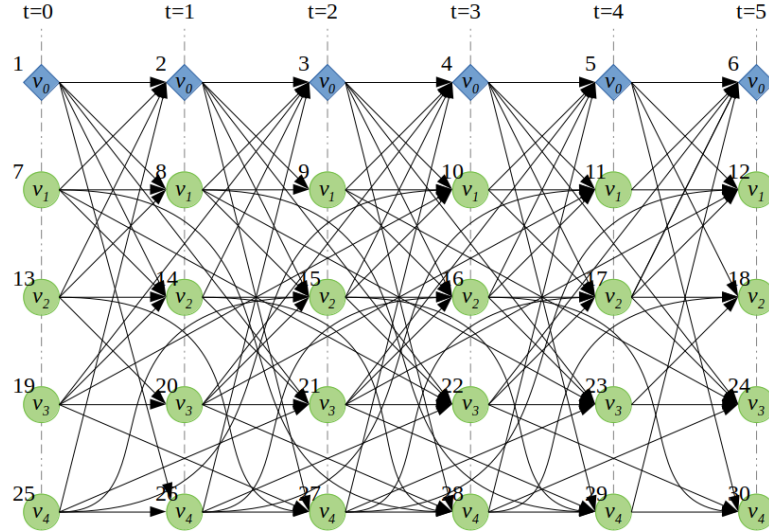 t=0 t=1 t=2 t=3 t=4 t=5
1 2 3 4 5 6
v₀ v₀ v₀ v₀ v₀ v₀
7 8 9 10 11 12
v₁ v₁ v₁ v₁ v₁ v₁
13 14 15 16 17 18
v₂ v₂ v₂ v₂ v₂ v₂
19 20 21 22 23 24
v₃ v₃ v₃ v₃ v₃ v₃
25 26 27 28 29 30
v₄ v₄ v₄ v₄ v₄ v₄